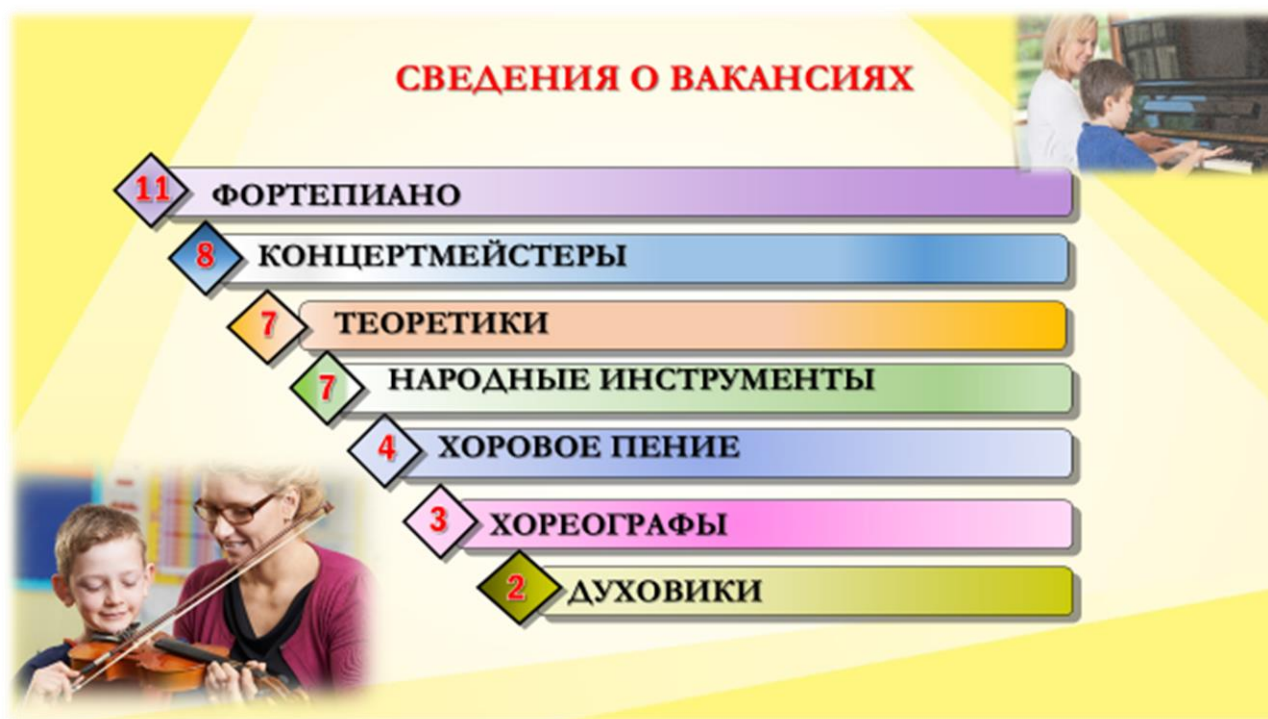 СВЕДЕНИЯ О ВАКАНСИЯХ
11 ФОРТЕПИАНО
8 КОНЦЕРТМЕЙСТЕРЫ
7 ТЕОРЕТИКИ
7 НАРОДНЫЕ ИНСТРУМЕНТЫ
4 ХОРОВОЕ ПЕНИЕ
3 ХОРЕОГРАФЫ
2 ДУХОВИКИ